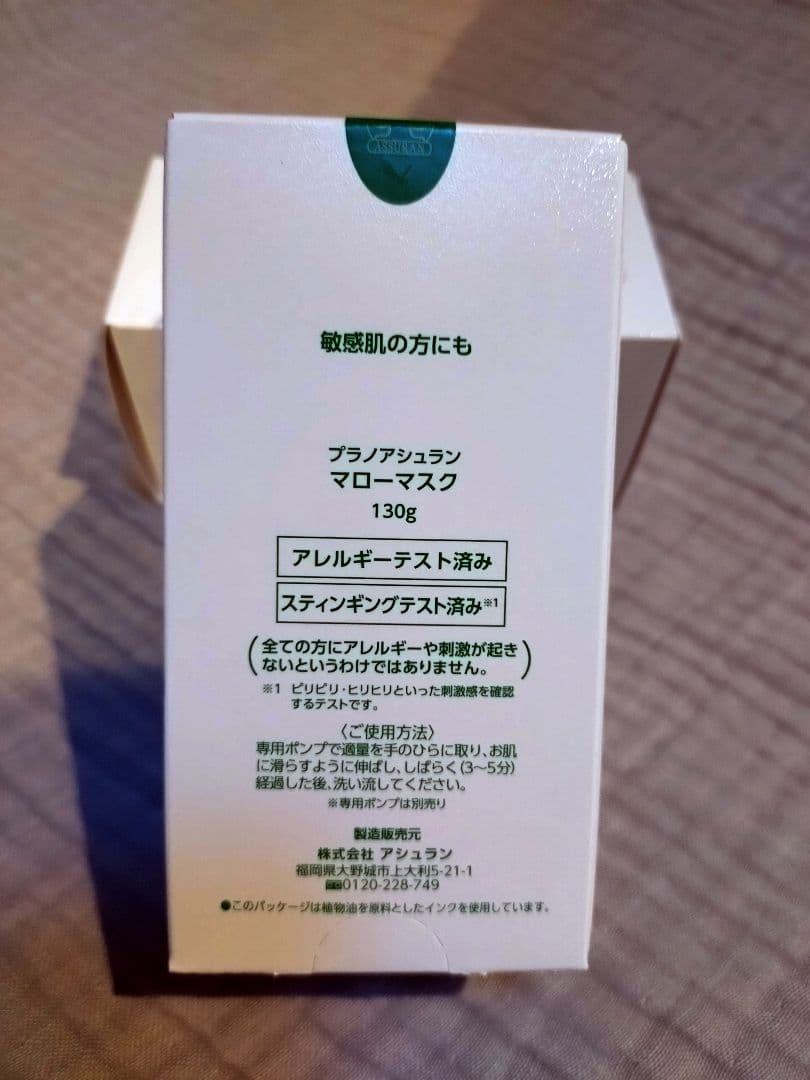 ASSURAN
敏感肌の方にも
プラノアシュラン
マローマスク
130g
アレルギーテスト済み
スティンギングテスト済み※1
(全ての方にアレルギーや刺激が起き
ないというわけではありません。)
※1 ピリピリ・ヒリヒリといった刺激感を確認
するテストです。
〈ご使用方法〉
専用ポンプで適量を手のひらに取り、お肌
に滑らすように伸ばし、しばらく(3〜5分)
経過した後、洗い流してください。
※専用ポンプは別売り
製造販売元
株式会社 アシュラン
福岡県大野城市上大利5-21-1
0120-228-749
●このパッケージは植物油を原料としたインクを使用しています。